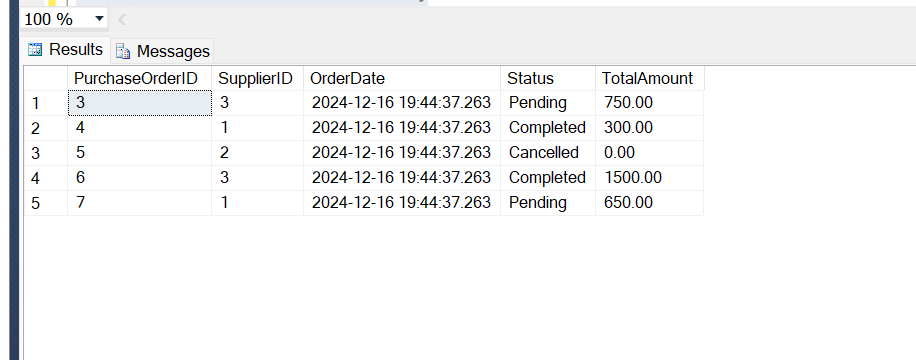 100 %
Results Messages
PurchaseOrderID SupplierID OrderDate Status TotalAmount
1 3 3 2024-12-16 19:44:37.263 Pending 750.00
2 4 1 2024-12-16 19:44:37.263 Completed 300.00
3 5 2 2024-12-16 19:44:37.263 Cancelled 0.00
4 6 3 2024-12-16 19:44:37.263 Completed 1500.00
5 7 1 2024-12-16 19:44:37.263 Pending 650.00